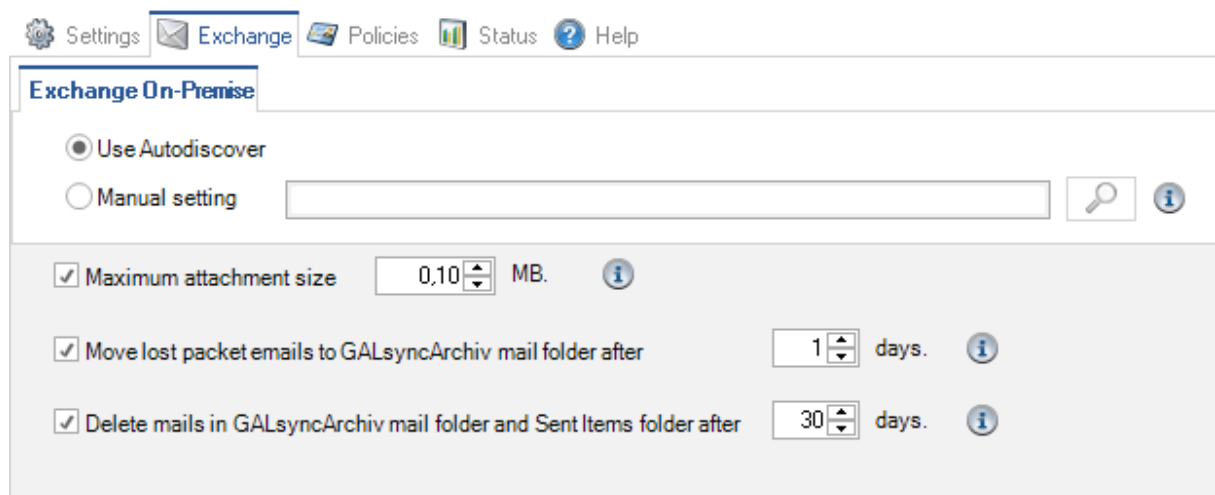 Settings Exchange Policies Status Help
Exchange On-Premise
Use Autodiscover
Manual setting
Maximum attachment size 0,10 MB.
Move lost packet emails to GALsyncArchiv mail folder after 1 days.
Delete mails in GALsyncArchiv mail folder and Sent Items folder after 30 days.